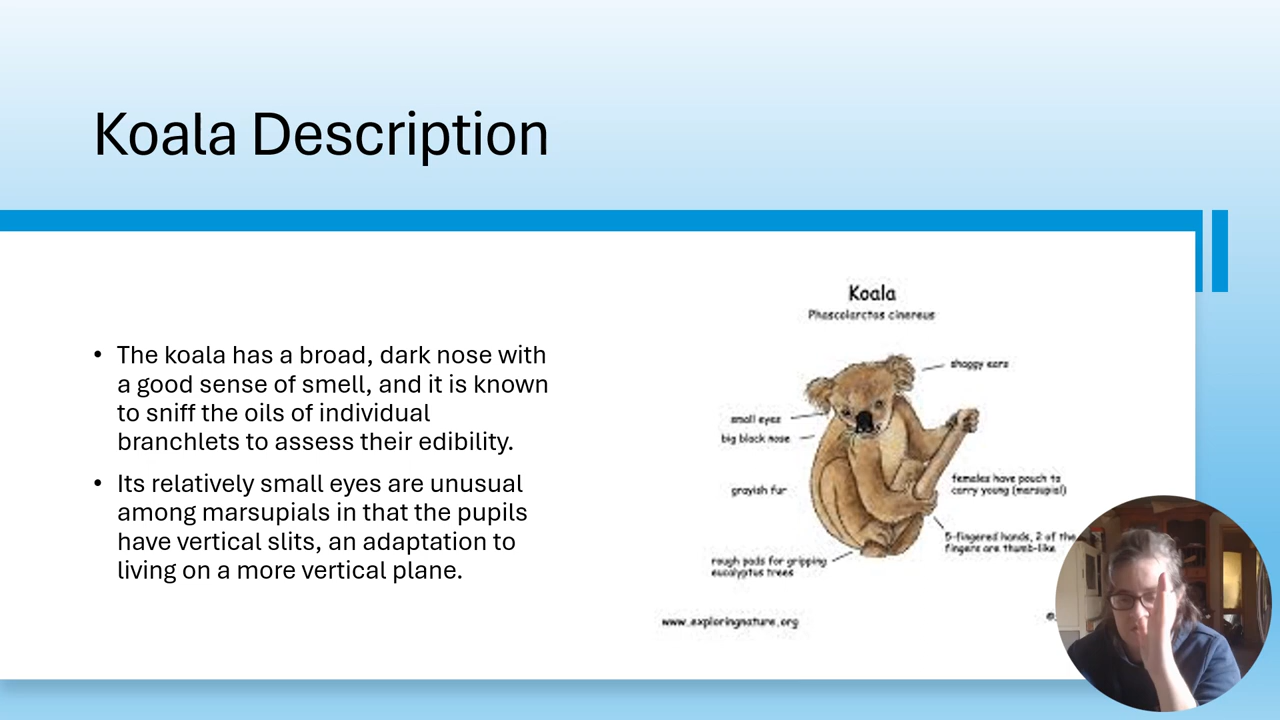 Koala Description
• The koala has a broad, dark nose with
a good sense of smell, and it is known
to sniff the oils of individual
branchlets to assess their edibility.
• Its relatively small eyes are unusual
among marsupials in that the pupils
have vertical slits, an adaptation to
living on a more vertical plane.
Koala
Phascolarctos cinereus
shaggy ears
small eyes
big black nose
grayish fur
females have pouch to
carry young (marsupial)
5-fingered hands, 2 of the
fingers are thumb-like
rough pads for gripping
eucalyptus trees
www.exploringnature.org
©